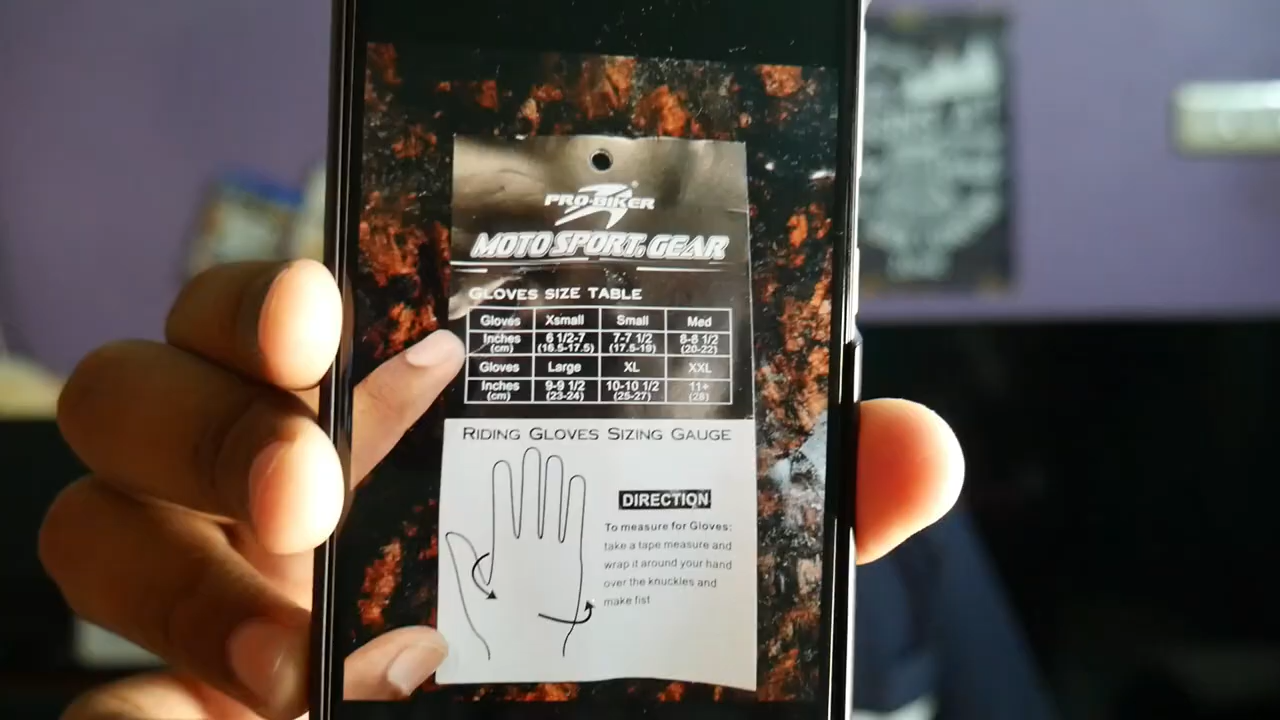 PRO-BIKER
MOTO SPORT GEAR
GLOVES SIZE TABLE
Gloves Xsmall Small Med
Inches (cm) 6 1/2-7 (16.5-17.5) 7-7 1/2 (17.5-19) 8-8 1/2 (20-22)
Gloves Large XL XXL
Inches (cm) 9-9 1/2 (23-24) 10-10 1/2 (25-27) 11+ (28)
RIDING GLOVES SIZING GAUGE
DIRECTION
To measure for Gloves:
take a tape measure and
wrap it around your hand
over the knuckles and
make fist